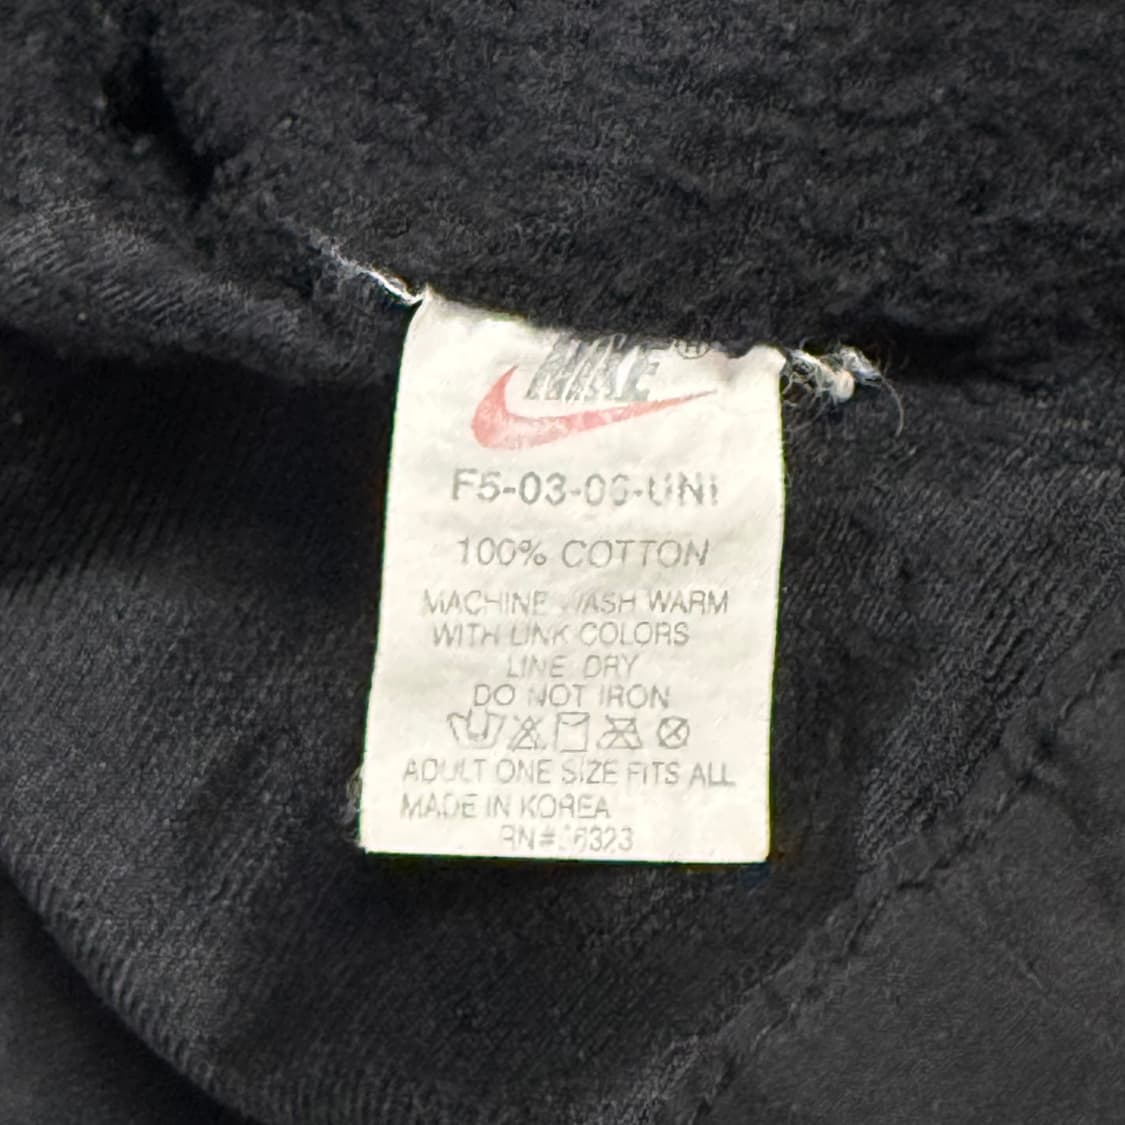 NIKE®
F5-03-06-UNI
100% COTTON
MACHINE WASH WARM
WITH LINK COLORS
LINE DRY
DO NOT IRON
ADULT ONE SIZE FITS ALL
MADE IN KOREA